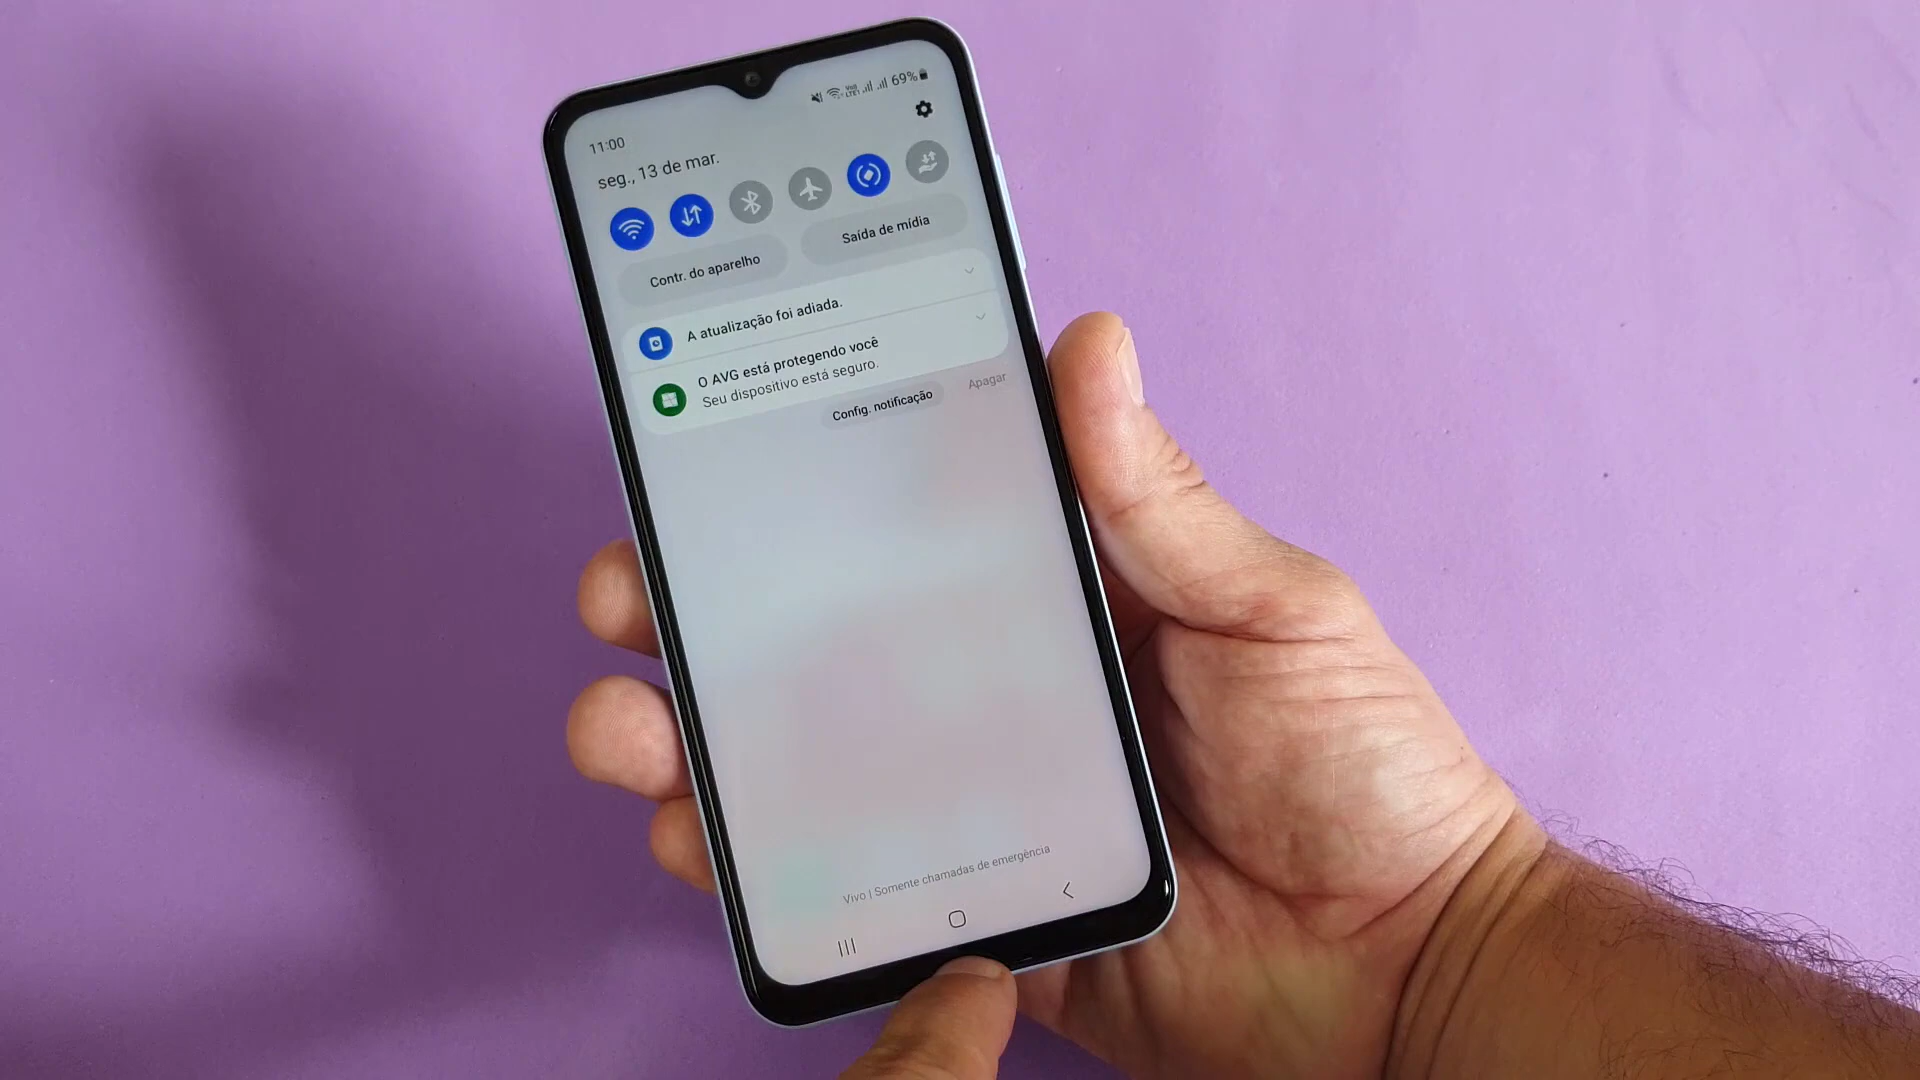 69%
11:00
seg., 13 de mar.
Contr. do aparelho
Saída de mídia
A atualização foi adiada.
O AVG está protegendo você
Seu dispositivo está seguro.
Config. notificação
Apagar
Vivo | Somente chamadas de emergência